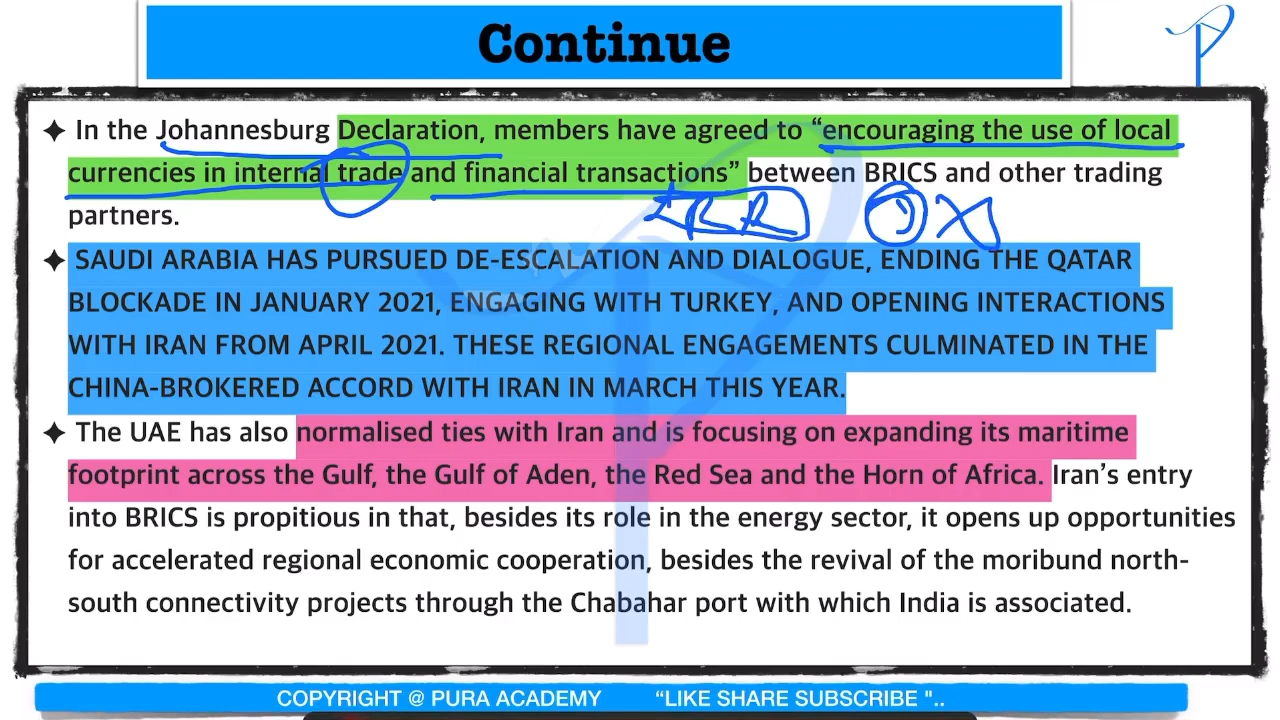 Continue
✦ In the Johannesburg Declaration, members have agreed to “encouraging the use of local
currencies in internal trade and financial transactions” between BRICS and other trading
partners.
✦ SAUDI ARABIA HAS PURSUED DE-ESCALATION AND DIALOGUE, ENDING THE QATAR
BLOCKADE IN JANUARY 2021, ENGAGING WITH TURKEY, AND OPENING INTERACTIONS
WITH IRAN FROM APRIL 2021. THESE REGIONAL ENGAGEMENTS CULMINATED IN THE
CHINA-BROKERED ACCORD WITH IRAN IN MARCH THIS YEAR.
✦ The UAE has also normalised ties with Iran and is focusing on expanding its maritime
footprint across the Gulf, the Gulf of Aden, the Red Sea and the Horn of Africa. Iran’s entry
into BRICS is propitious in that, besides its role in the energy sector, it opens up opportunities
for accelerated regional economic cooperation, besides the revival of the moribund north-
south connectivity projects through the Chabahar port with which India is associated.
COPYRIGHT @ PURA ACADEMY “LIKE SHARE SUBSCRIBE "..